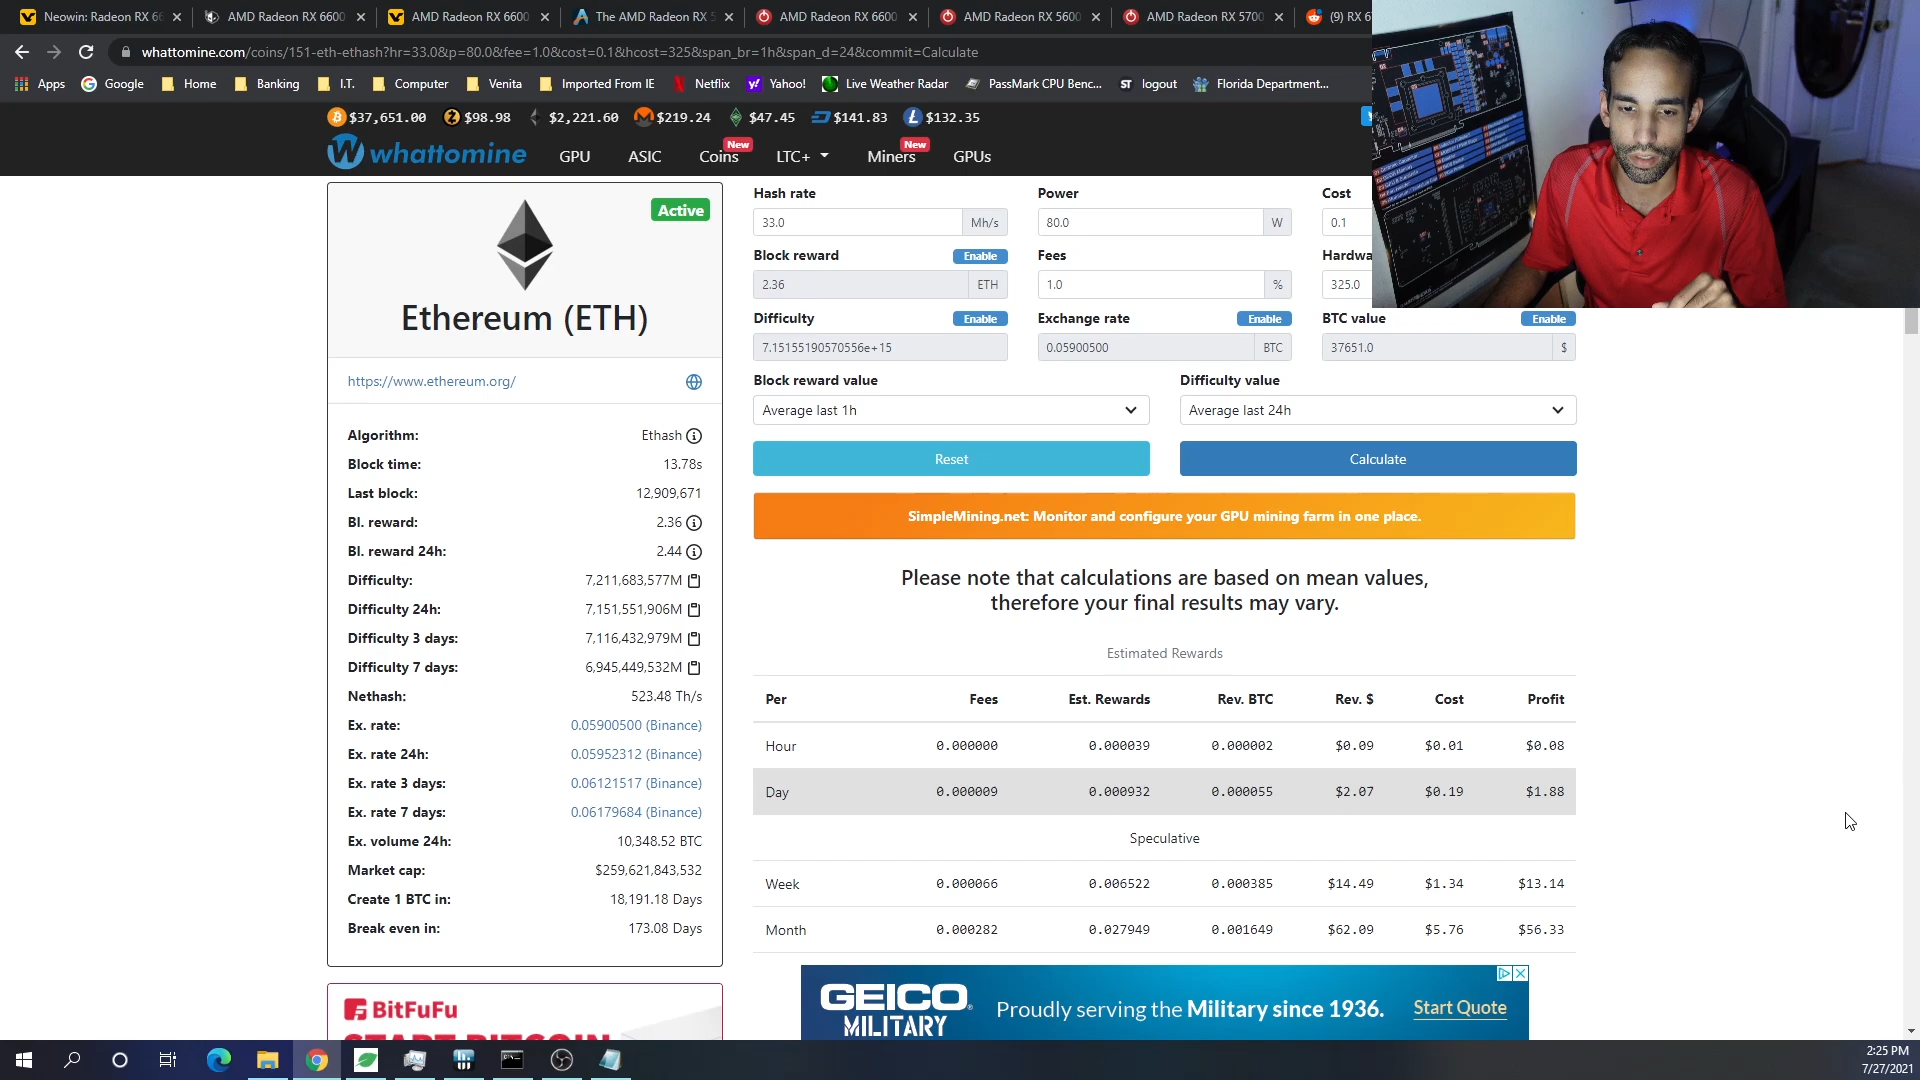 Neowin: Radeon RX 66
AMD Radeon RX 6600
AMD Radeon RX 6600
The AMD Radeon RX 5
AMD Radeon RX 6600
AMD Radeon RX 5600
AMD Radeon RX 5700
(9) RX 6
whattomine.com/coins/151-eth-ethash?hr=33.0&p=80.0&fee=1.0&cost=0.1&hcost=325&span_br=1h&span_d=24&commit=Calculate
Apps Google Home Banking I.T. Computer Venita Imported From IE Netflix Yahoo! Live Weather Radar PassMark CPU Benc... ST logout Florida Department...
$37,651.00 $98.98 $2,221.60 $219.24 $47.45 $141.83 $132.35
whattomine GPU ASIC Coins New LTC+ Miners New GPUs
Active
Ethereum (ETH)
https://www.ethereum.org/
Algorithm: Ethash
Block time: 13.78s
Last block: 12,909,671
Bl. reward: 2.36
Bl. reward 24h: 2.44
Difficulty: 7,211,683,577M
Difficulty 24h: 7,151,551,906M
Difficulty 3 days: 7,116,432,979M
Difficulty 7 days: 6,945,449,532M
Nethash: 523.48 Th/s
Ex. rate: 0.05900500 (Binance)
Ex. rate 24h: 0.05952312 (Binance)
Ex. rate 3 days: 0.06121517 (Binance)
Ex. rate 7 days: 0.06179684 (Binance)
Ex. volume 24h: 10,348.52 BTC
Market cap: $259,621,843,532
Create 1 BTC in: 18,191.18 Days
Break even in: 173.08 Days
BitFuFu
START BITCOIN
Hash rate Power Cost
33.0 Mh/s 80.0 W 0.1
Block reward Enable Fees Hardwa
2.36 ETH 1.0 % 325.0
Difficulty Enable Exchange rate Enable BTC value Enable
7.15155190570556e+15 0.05900500 BTC 37651.0 $
Block reward value Difficulty value
Average last 1h Average last 24h
Reset Calculate
SimpleMining.net: Monitor and configure your GPU mining farm in one place.
Please note that calculations are based on mean values,
therefore your final results may vary.
Estimated Rewards
Per Fees Est. Rewards Rev. BTC Rev. $ Cost Profit
Hour 0.000000 0.000039 0.000002 $0.09 $0.01 $0.08
Day 0.000009 0.000932 0.000055 $2.07 $0.19 $1.88
Speculative
Week 0.000066 0.006522 0.000385 $14.49 $1.34 $13.14
Month 0.000282 0.027949 0.001649 $62.09 $5.76 $56.33
GEICO
MILITARY
Proudly serving the Military since 1936. Start Quote
2:25 PM
7/27/2021